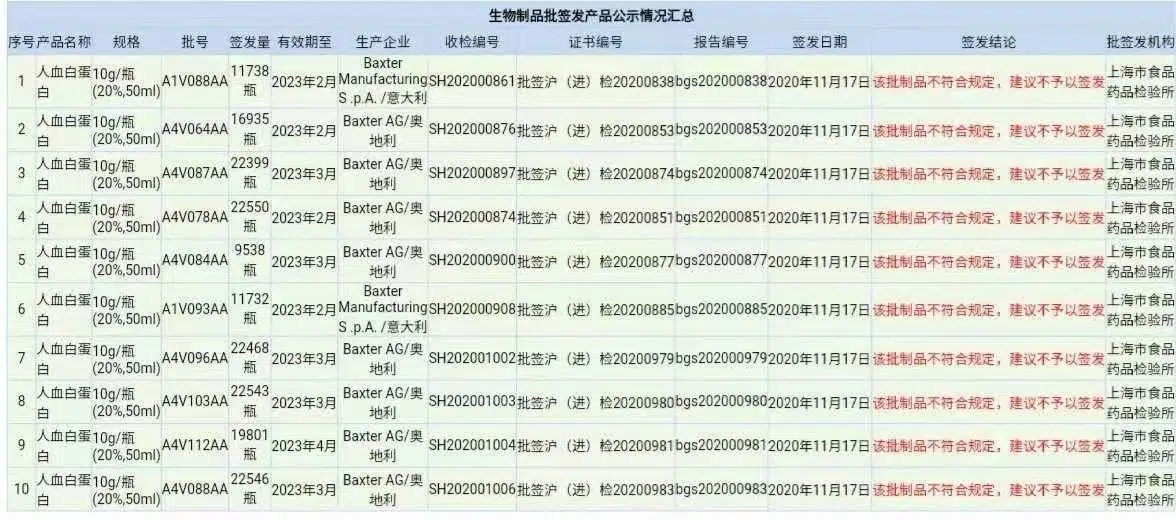 生物制品批签发产品公示情况汇总
序号 产品名称 规格 批号 签发量 有效期至 生产企业 收检编号 证书编号 报告编号 签发日期 签发结论 批签发机构
1 人血白蛋白 10g/瓶(20%,50ml) A1V088AA 11738瓶 2023年2月 Baxter Manufacturing S .p.A. /意大利 SH202000861 批签沪（进）检20200838 bgs202000838 2020年11月17日 该批制品不符合规定，建议不予以签发 上海市食品药品检验所
2 人血白蛋白 10g/瓶(20%,50ml) A4V064AA 16935瓶 2023年2月 Baxter AG/奥地利 SH202000876 批签沪（进）检20200853 bgs202000853 2020年11月17日 该批制品不符合规定，建议不予以签发 上海市食品药品检验所
3 人血白蛋白 10g/瓶(20%,50ml) A4V087AA 22399瓶 2023年3月 Baxter AG/奥地利 SH202000897 批签沪（进）检20200874 bgs202000874 2020年11月17日 该批制品不符合规定，建议不予以签发 上海市食品药品检验所
4 人血白蛋白 10g/瓶(20%,50ml) A4V078AA 22550瓶 2023年2月 Baxter AG/奥地利 SH202000874 批签沪（进）检20200851 bgs202000851 2020年11月17日 该批制品不符合规定，建议不予以签发 上海市食品药品检验所
5 人血白蛋白 10g/瓶(20%,50ml) A4V084AA 9538瓶 2023年3月 Baxter AG/奥地利 SH202000900 批签沪（进）检20200877 bgs202000877 2020年11月17日 该批制品不符合规定，建议不予以签发 上海市食品药品检验所
6 人血白蛋白 10g/瓶(20%,50ml) A1V093AA 11732瓶 2023年2月 Baxter Manufacturing S .p.A. /意大利 SH202000908 批签沪（进）检20200885 bgs202000885 2020年11月17日 该批制品不符合规定，建议不予以签发 上海市食品药品检验所
7 人血白蛋白 10g/瓶(20%,50ml) A4V096AA 22468瓶 2023年3月 Baxter AG/奥地利 SH202001002 批签沪（进）检20200979 bgs202000979 2020年11月17日 该批制品不符合规定，建议不予以签发 上海市食品药品检验所
8 人血白蛋白 10g/瓶(20%,50ml) A4V103AA 22543瓶 2023年3月 Baxter AG/奥地利 SH202001003 批签沪（进）检20200980 bgs202000980 2020年11月17日 该批制品不符合规定，建议不予以签发 上海市食品药品检验所
9 人血白蛋白 10g/瓶(20%,50ml) A4V112AA 19801瓶 2023年4月 Baxter AG/奥地利 SH202001004 批签沪（进）检20200981 bgs202000981 2020年11月17日 该批制品不符合规定，建议不予以签发 上海市食品药品检验所
10 人血白蛋白 10g/瓶(20%,50ml) A4V088AA 22546瓶 2023年3月 Baxter AG/奥地利 SH202001006 批签沪（进）检20200983 bgs202000983 2020年11月17日 该批制品不符合规定，建议不予以签发 上海市食品药品检验所